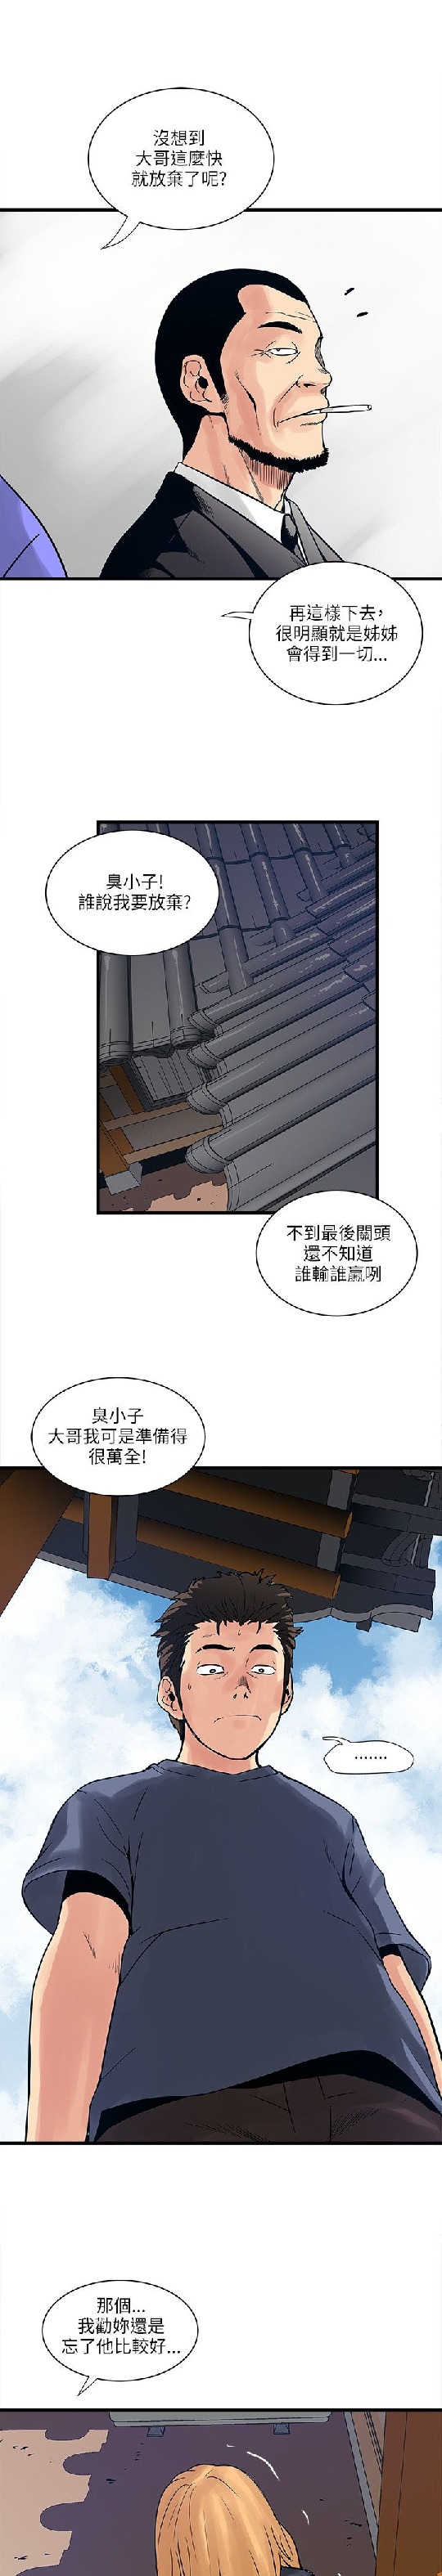 沒想到
大哥這麼快
就放棄了呢?
再這樣下去,
很明顯就是姊姊
會得到一切...
臭小子!
誰說我要放棄?
不到最後關頭
還不知道
誰輸誰贏咧
臭小子
大哥我可是準備得
很萬全!
.......
那個...
我勸妳還是
忘了他比較好...